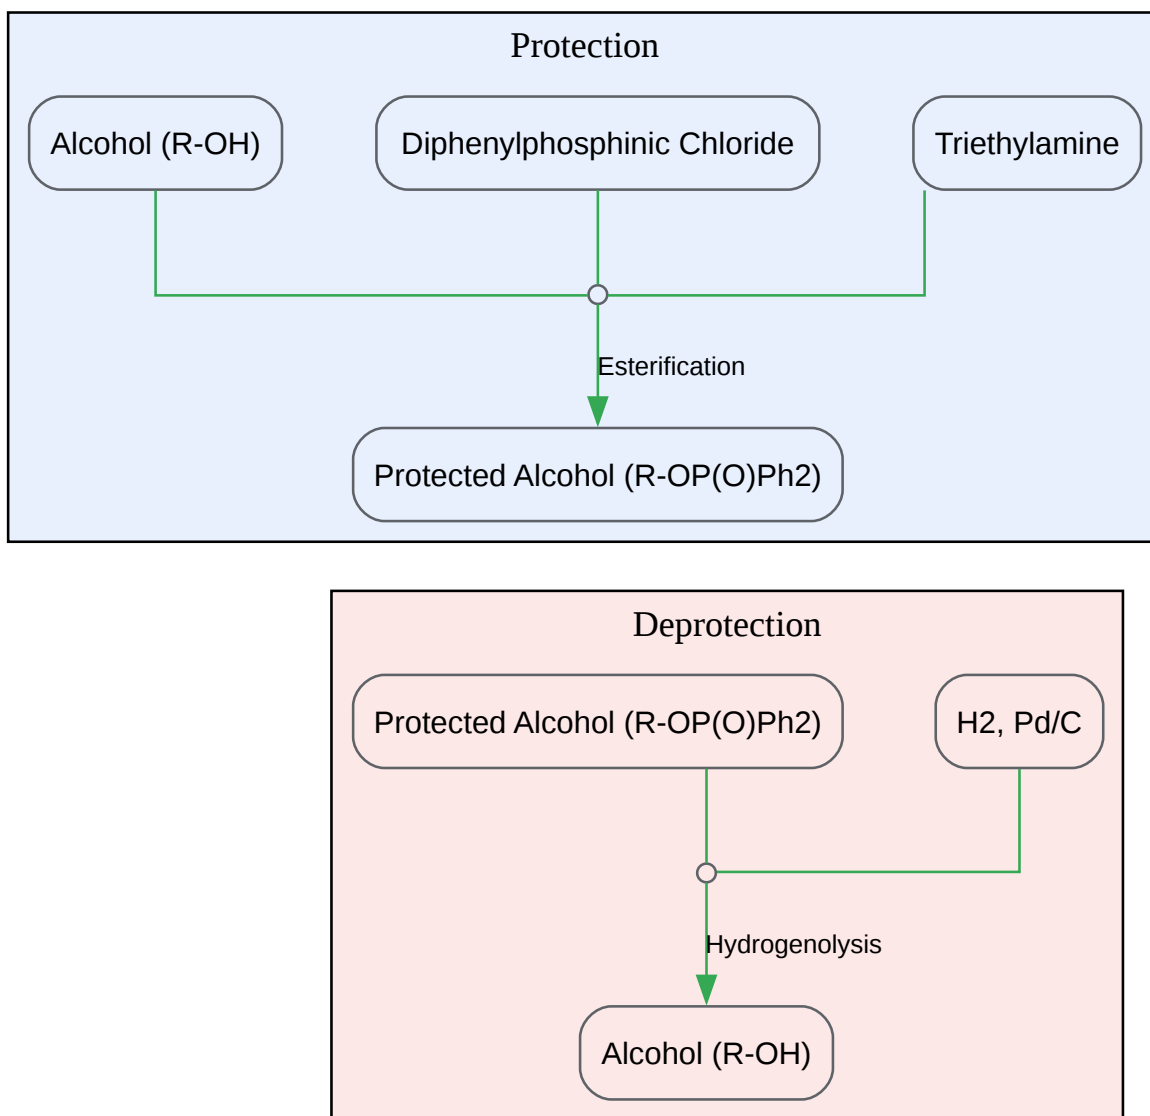 Protection
Alcohol (R-OH)
Diphenylphosphinic Chloride
Triethylamine
Esterification
Protected Alcohol (R-OP(O)Ph2)
Deprotection
Protected Alcohol (R-OP(O)Ph2)
H2, Pd/C
Hydrogenolysis
Alcohol (R-OH)